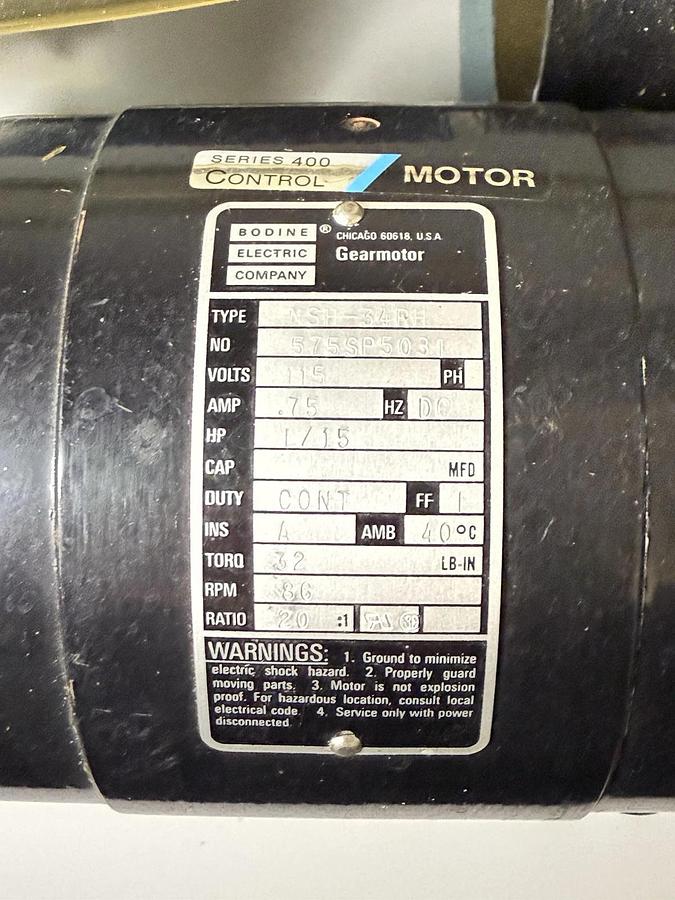 SERIES 400
CONTROL MOTOR
BODINE ® CHICAGO 60618, U.S.A.
ELECTRIC Gearmotor
COMPANY
TYPE NSH-34RH
NO 575SP5031
VOLTS 115 PH
AMP .75 HZ DC
HP 1/15
CAP MFD
DUTY CONT FF 1
INS A AMB 40°C
TORQ 32 LB-IN
RPM 86
RATIO 20 :1
WARNINGS: 1. Ground to minimize
electric shock hazard. 2. Properly guard
moving parts. 3. Motor is not explosion
proof. For hazardous location, consult local
electrical code. 4. Service only with power
disconnected.